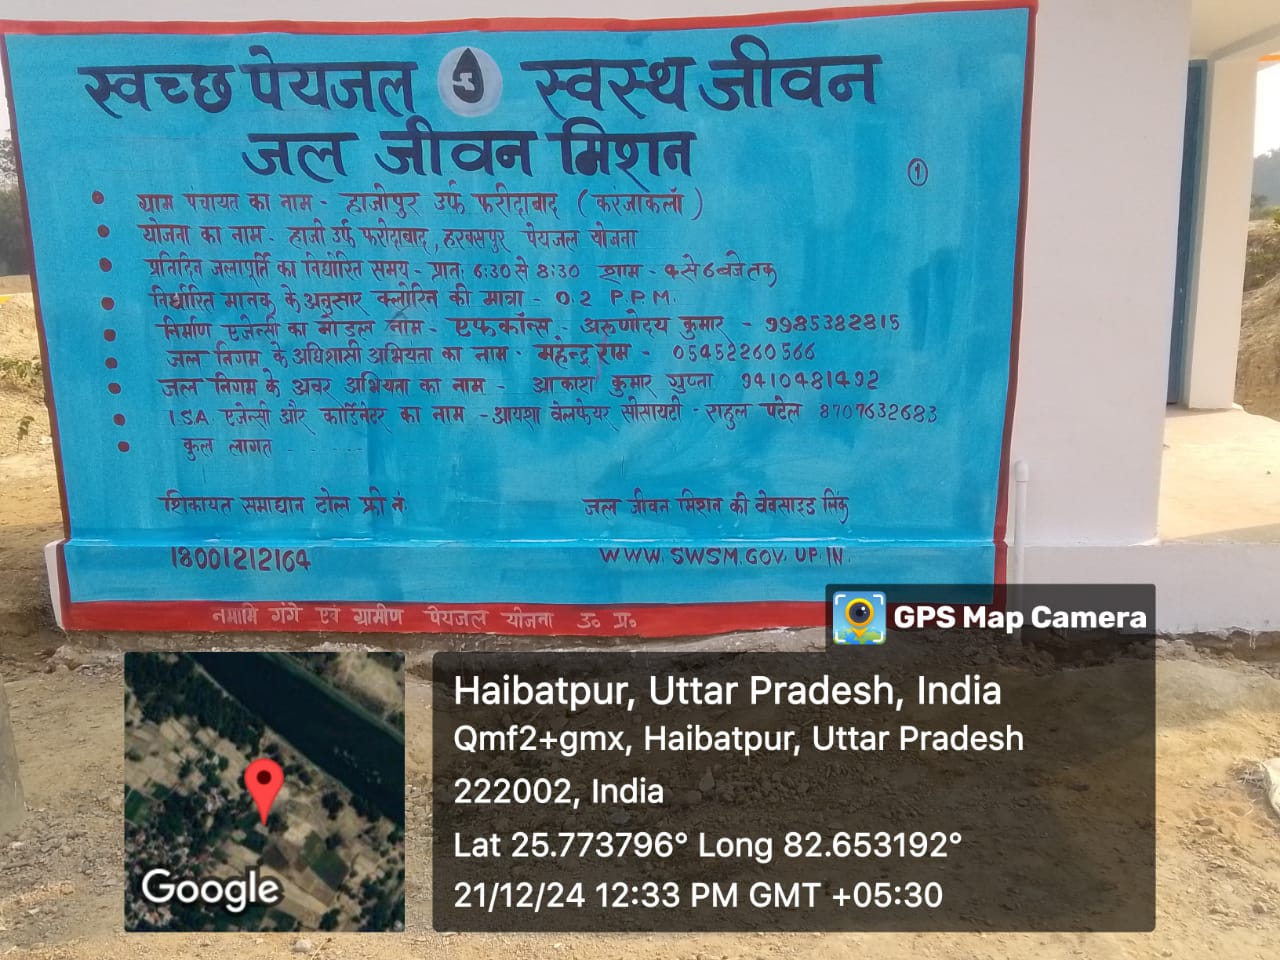 स्वच्छ पेयजल स्वस्थ जीवन
जल जीवन मिशन
1
ग्राम पंचायत का नाम - हाजीपुर उर्फ फरीदाबाद (करंजाकलॉ)
योजना का नाम - हाजी उर्फ फरीदाबाद, हरबसपुर पेयजल योजना
प्रतिदिन जलापूर्ति का निर्धारित समय - प्रातः 6:30 से 8:30 शाम - 4 से 6 बजे तक
निर्धारित मानक के अनुसार क्लोरिन की मात्रा - 0.2 P.P.M.
निर्माण एजेन्सी का नोडल नाम - एफकॉन्स - अरुणोदय कुमार - 9985382815
जल निगम के अधिशासी अभियंता का नाम - महेन्द्र राम - 05452260566
जल निगम के अवर अभियंता का नाम - आकाश कुमार गुप्ता 9410481492
I.S.A. एजेन्सी और कार्डिनेटर का नाम - आयशा वेलफेयर सोसायटी - राहुल पटेल 8707632683
कुल लागत - - - - - -
शिकायत समाधान टोल फ्री नं.
जल जीवन मिशन की वेबसाइड लिंक
18001212164
WWW.SWSM.GOV.UP.IN.
नमामि गंगे एवं ग्रामीण पेयजल योजना उ० प्र०
GPS Map Camera
Haibatpur, Uttar Pradesh, India
Qmf2+gmx, Haibatpur, Uttar Pradesh
222002, India
Lat 25.773796° Long 82.653192°
21/12/24 12:33 PM GMT +05:30
Google